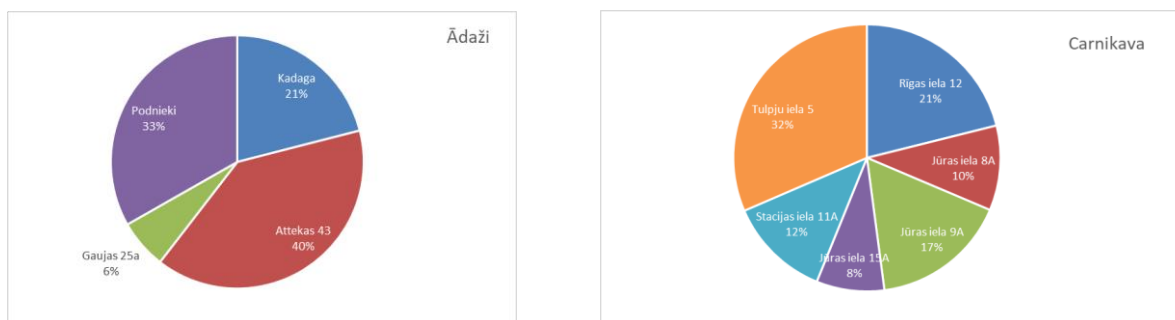 Ādaži
Kadaga
21%
Podnieki
33%
Attekas 43
40%
Gaujas 25a
6%
Carnikava
Rīgas iela 12
21%
Tulpju iela 5
32%
Jūras iela 8A
10%
Stacijas iela 11A
12%
Jūras iela 9A
17%
Jūras iela 15A
8%